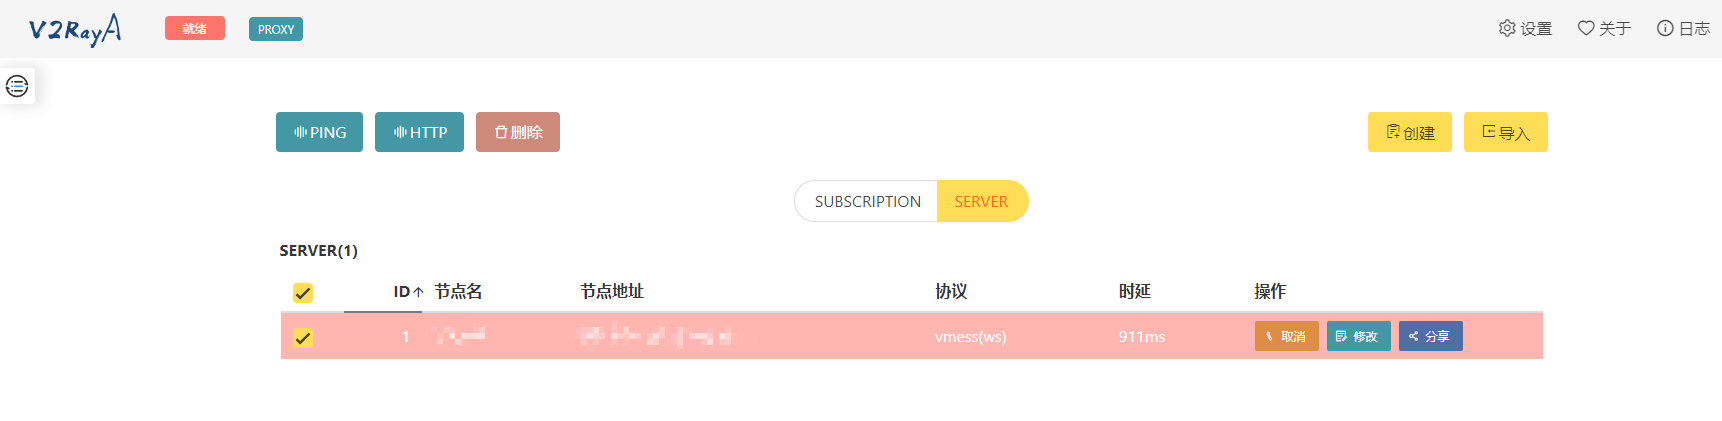 V2RayA 就绪 PROXY 设置 关于 日志
PING HTTP 删除 创建 导入
SUBSCRIPTION SERVER
SERVER(1)
ID 节点名 节点地址 协议 时延 操作
1 vmess(ws) 911ms 取消 修改 分享